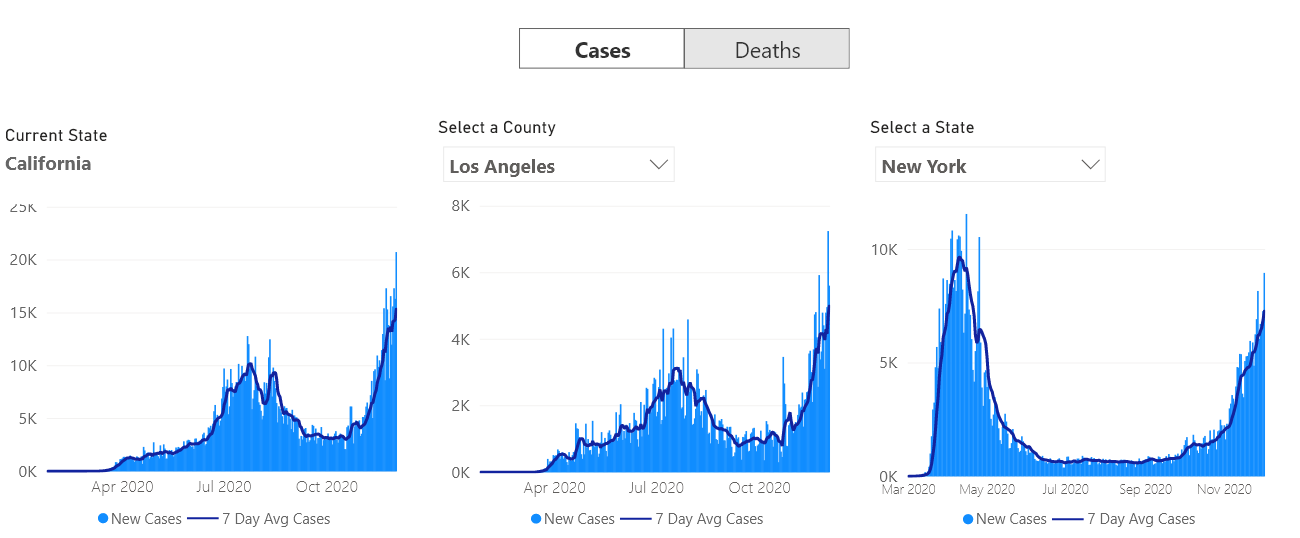 Cases Deaths
Current State
California
Select a County
Los Angeles
Select a State
New York
25K
20K
15K
10K
5K
0K
Apr 2020 Jul 2020 Oct 2020
New Cases 7 Day Avg Cases
8K
6K
4K
2K
0K
Apr 2020 Jul 2020 Oct 2020
New Cases 7 Day Avg Cases
10K
5K
0K
Mar 2020 May 2020 Jul 2020 Sep 2020 Nov 2020
New Cases 7 Day Avg Cases